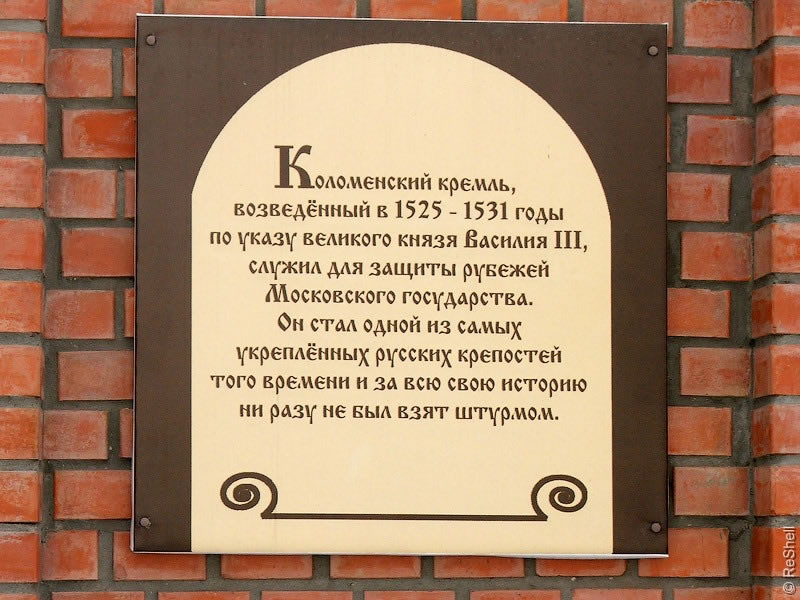 Коломенский кремль,
возведённый в 1525 - 1531 годы
по указу великого князя Василия III,
служил для защиты рубежей
Московского государства.
Он стал одной из самых
укреплённых русских крепостей
того времени и за всю свою историю
ни разу не был взят штурмом.
© ReShell